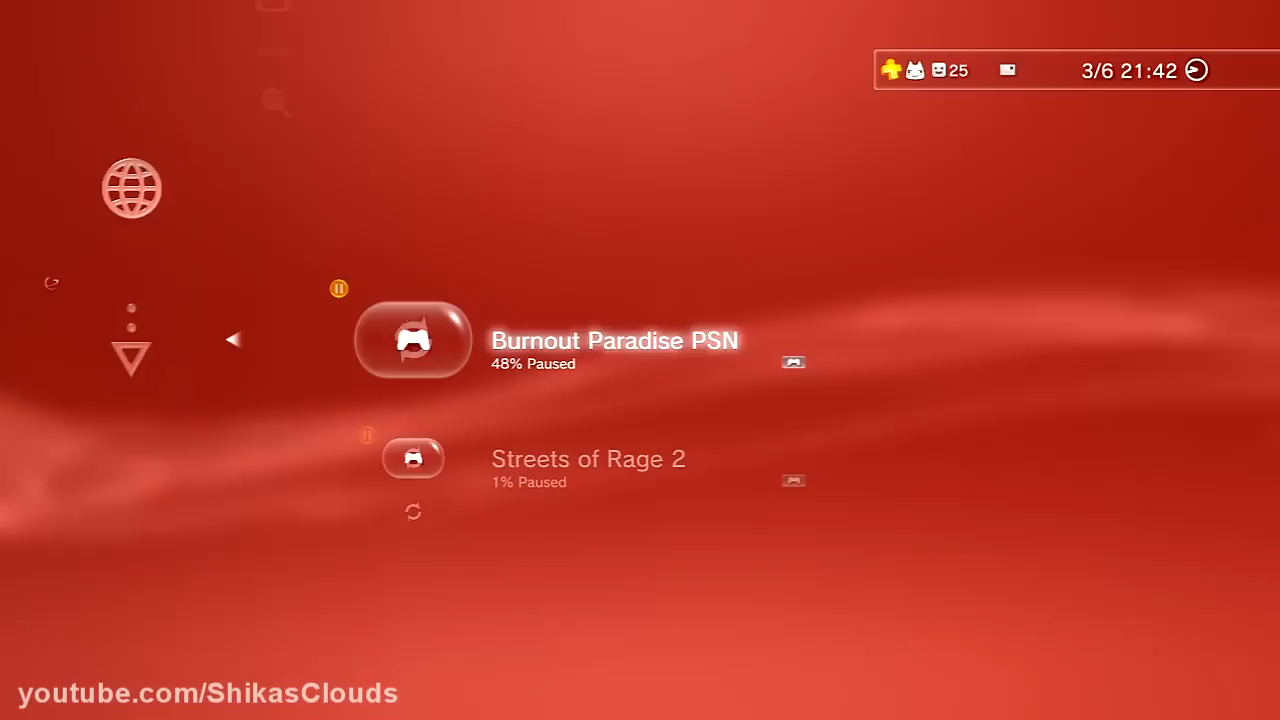 25
3/6 21:42
Burnout Paradise PSN
48% Paused
Streets of Rage 2
1% Paused
youtube.com/ShikasClouds